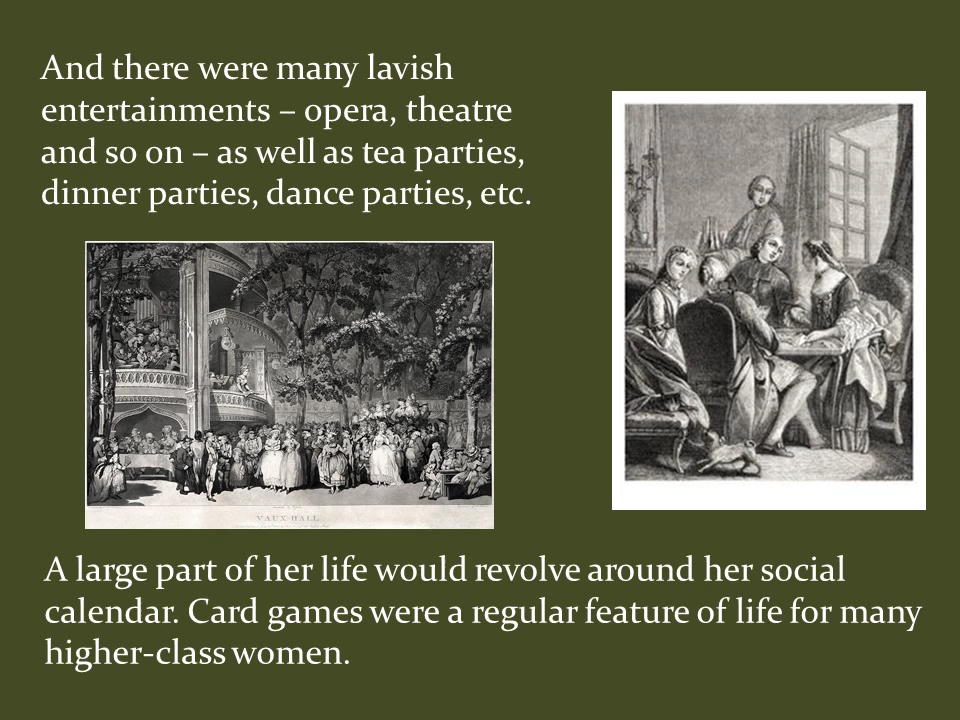 And there were many lavish
entertainments – opera, theatre
and so on – as well as tea parties,
dinner parties, dance parties, etc.
VAUX-HALL
A large part of her life would revolve around her social
calendar. Card games were a regular feature of life for many
higher-class women.